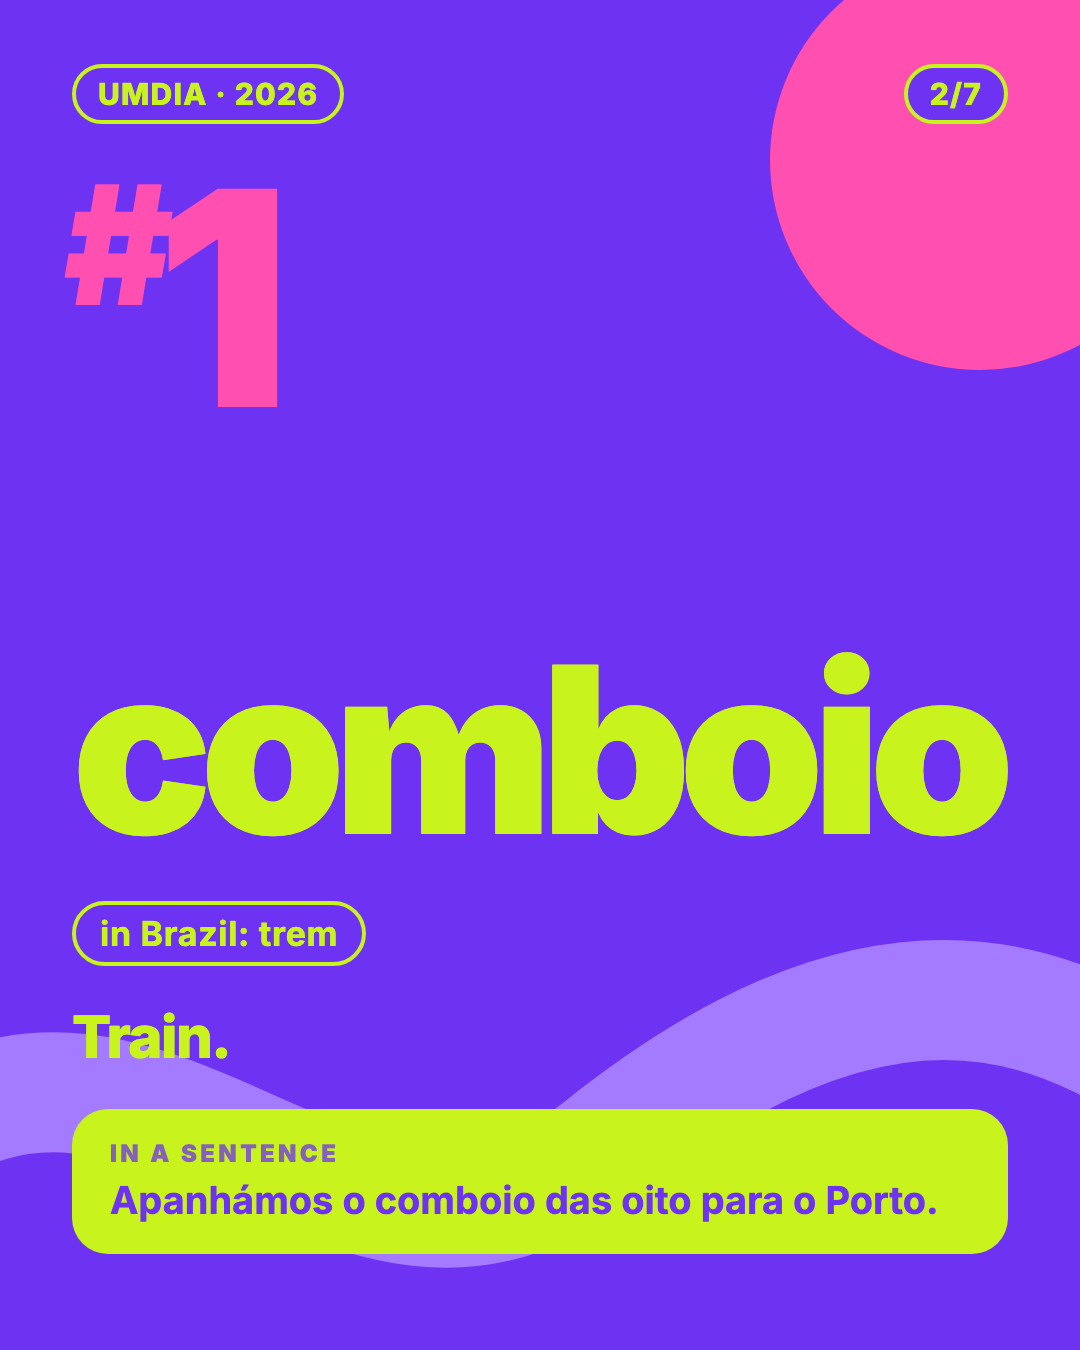 UMDIA · 2026
2/7
#1
comboio
in Brazil: trem
Train.
IN A SENTENCE
Apanhámos o comboio das oito para o Porto.